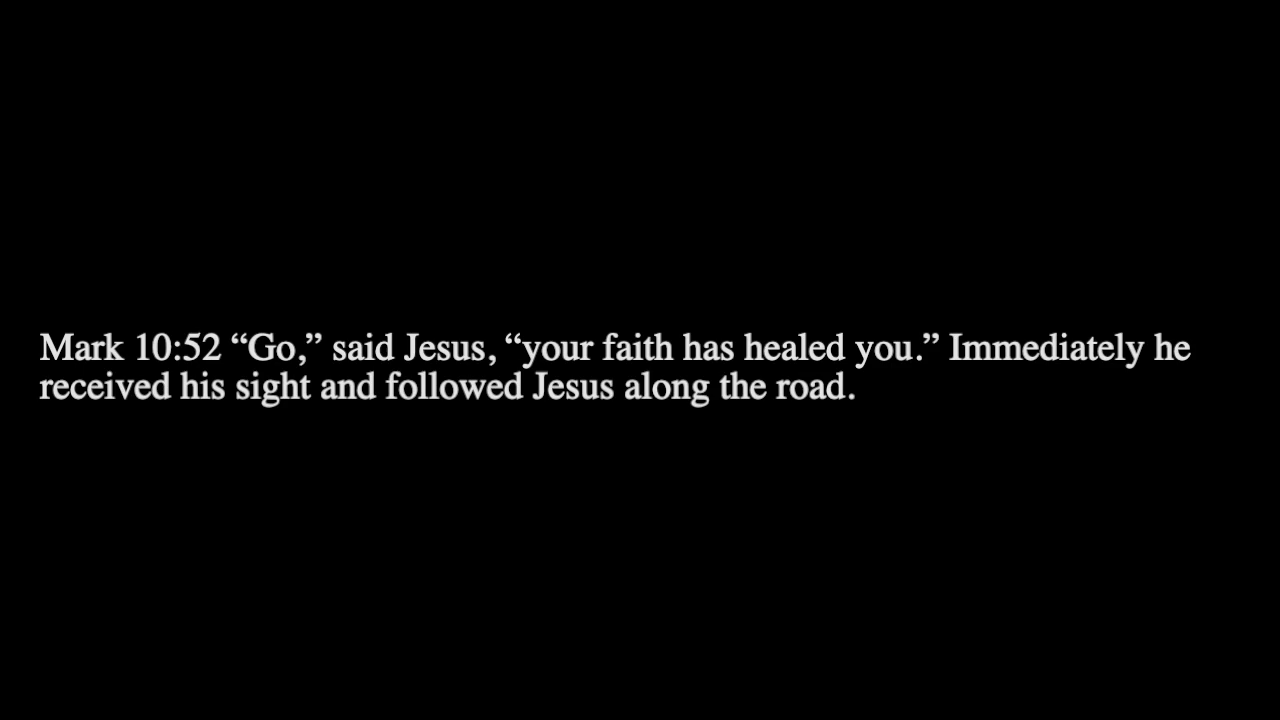 Mark 10:52 “Go,” said Jesus, “your faith has healed you.” Immediately he
received his sight and followed Jesus along the road.